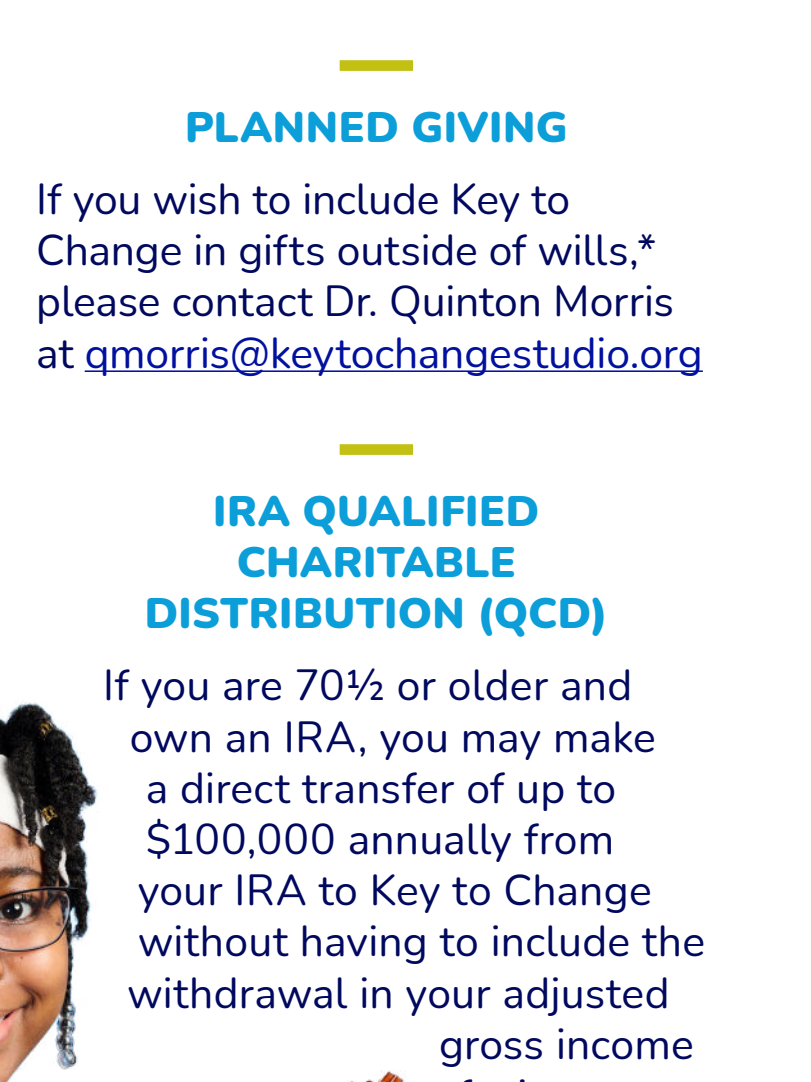 PLANNED GIVING
If you wish to include Key to
Change in gifts outside of wills,*
please contact Dr. Quinton Morris
at qmorris@keytochangestudio.org
IRA QUALIFIED
CHARITABLE
DISTRIBUTION (QCD)
If you are 70½ or older and
own an IRA, you may make
a direct transfer of up to
$100,000 annually from
your IRA to Key to Change
without having to include the
withdrawal in your adjusted
gross income